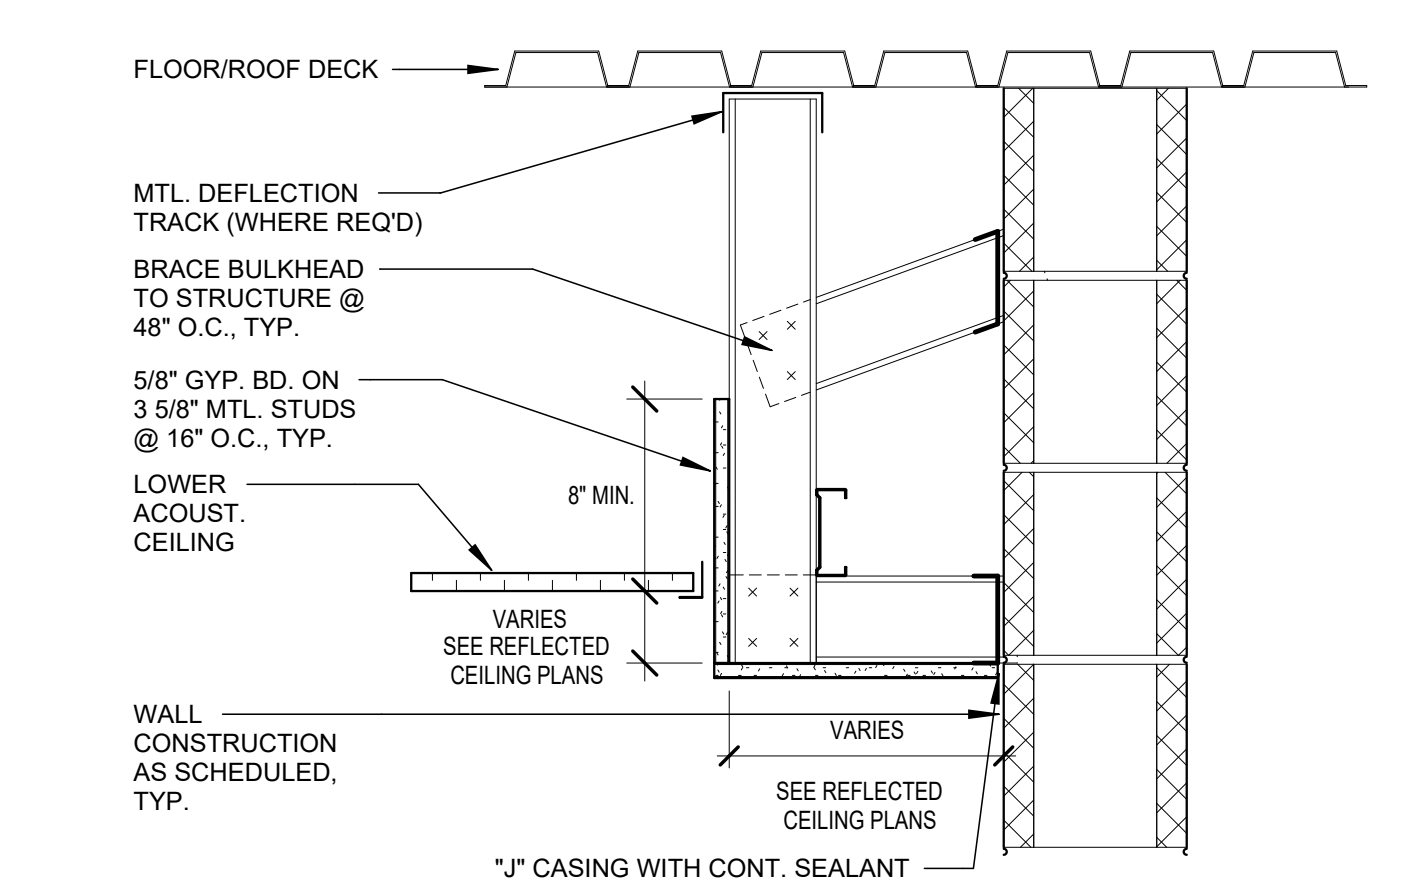 FLOOR/ROOF DECK
MTL. DEFLECTION
TRACK (WHERE REQ'D)
BRACE BULKHEAD
TO STRUCTURE @
48" O.C., TYP.
5/8" GYP. BD. ON
3 5/8" MTL. STUDS
@ 16" O.C., TYP.
LOWER
ACOUST.
CEILING
8" MIN.
VARIES
SEE REFLECTED
CEILING PLANS
WALL
CONSTRUCTION
AS SCHEDULED,
TYP.
VARIES
SEE REFLECTED
CEILING PLANS
"J" CASING WITH CONT. SEALANT